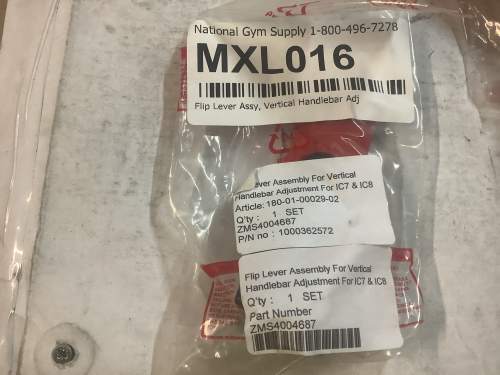 National Gym Supply 1-800-496-7278
MXL016
Flip Lever Assy, Vertical Handlebar Adj
Lever Assembly For Vertical
Handlebar Adjustment For IC7 & IC8
Article: 180-01-00029-02
Q'ty : 1 SET
ZMS4004687
P/N no : 1000362572
Flip Lever Assembly For Vertical
Handlebar Adjustment For IC7 & IC8
Q'ty : 1 SET
Part Number
ZMS4004687